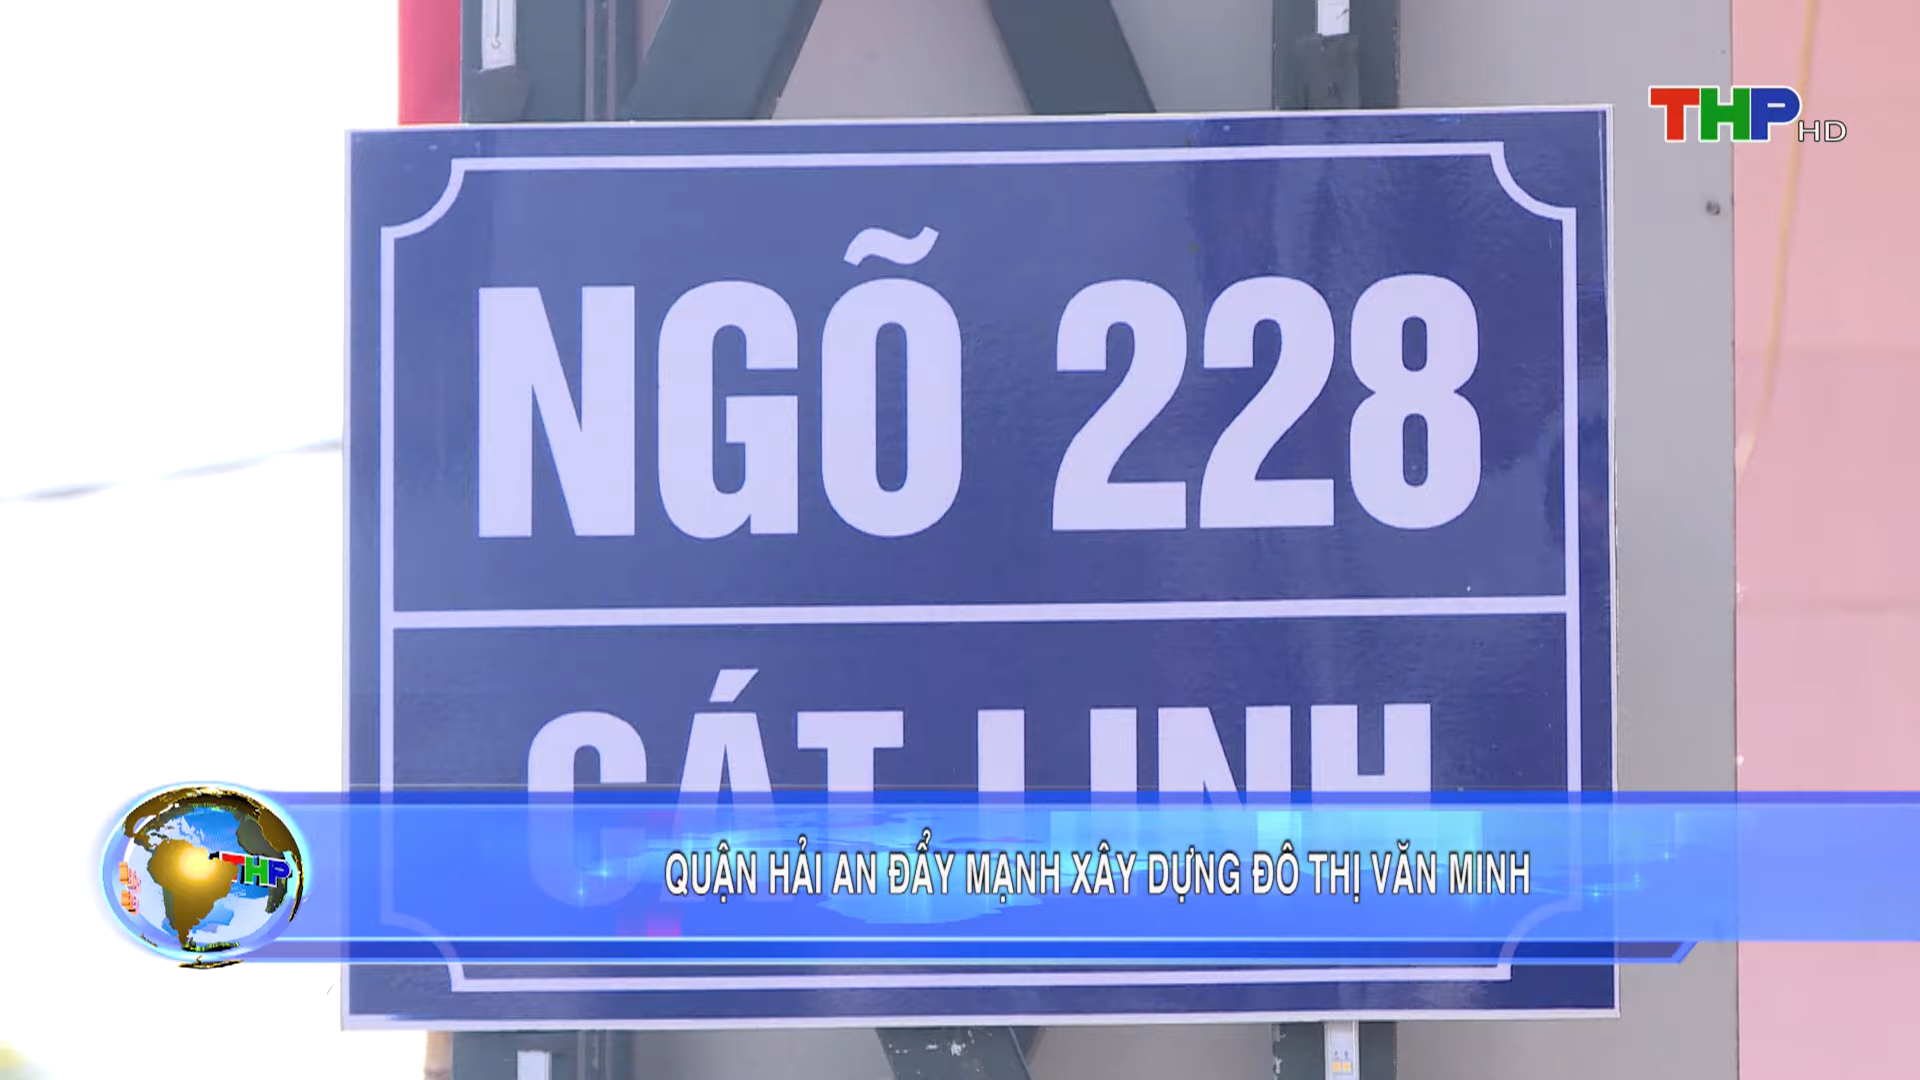 THP HD
NGÕ 228
CÁT LINH
THP
QUẬN HẢI AN ĐẨY MẠNH XÂY DỰNG ĐÔ THỊ VĂN MINH